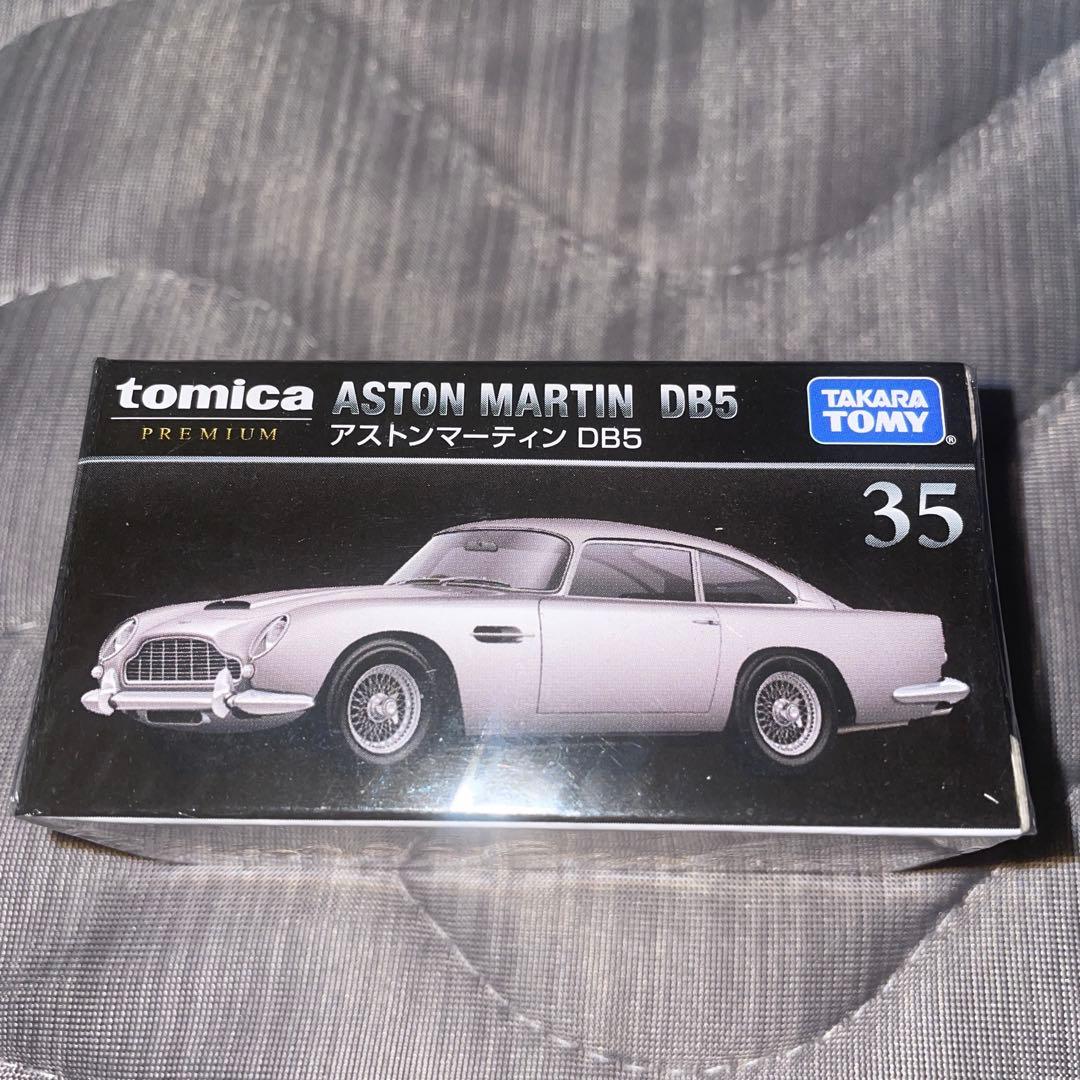 tomica
PREMIUM
ASTON MARTIN DB5
アストンマーティン DB5
TAKARA
TOMY®
35